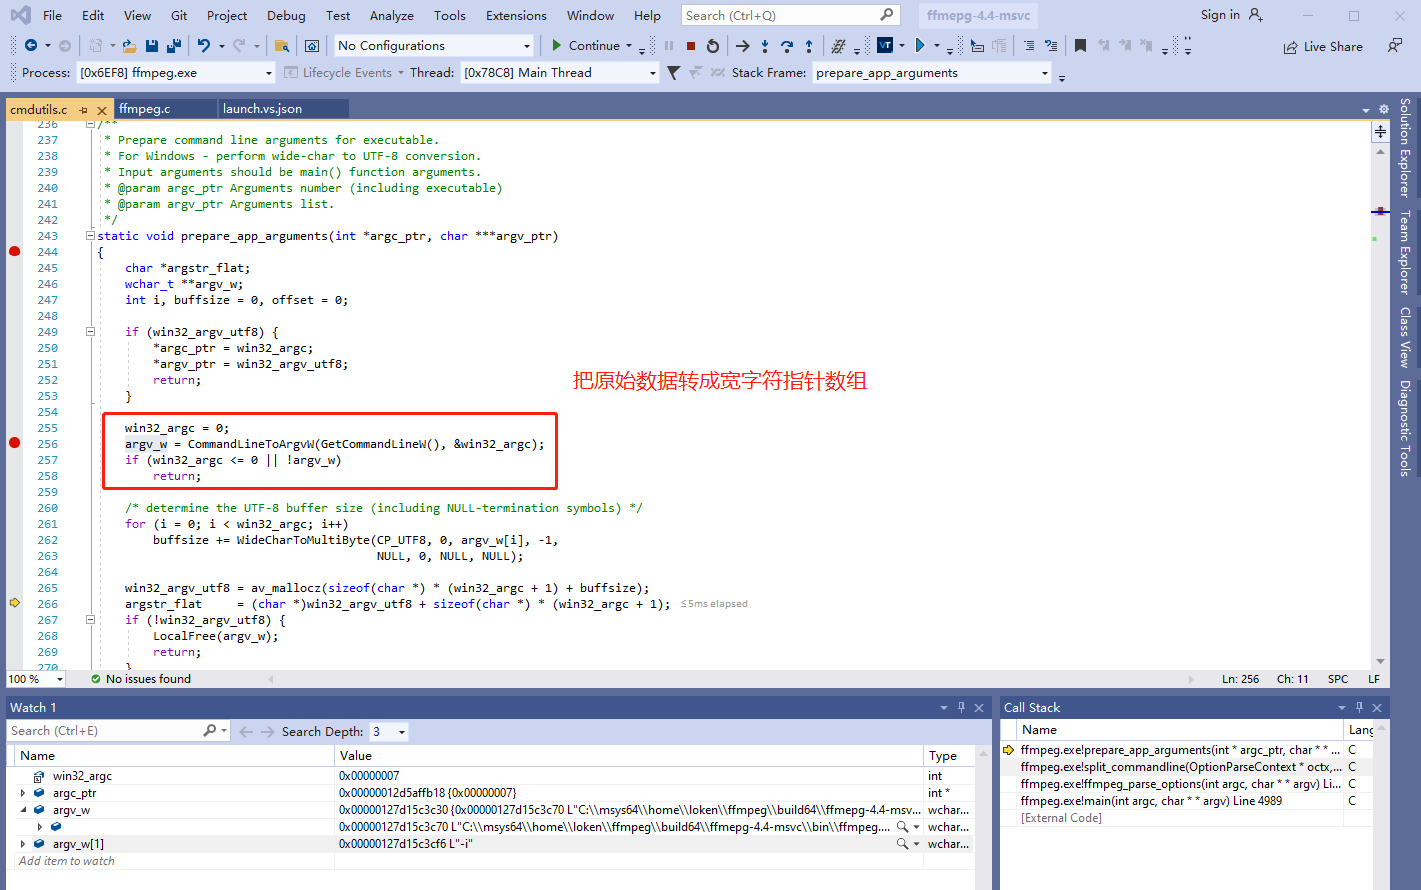 File Edit View Git Project Debug Test Analyze Tools Extensions Window Help Search (Ctrl+Q) ffmepg-4.4-msvc Sign in
No Configurations Continue Live Share
Process: [0x6EF8] ffmpeg.exe Lifecycle Events Thread: [0x78C8] Main Thread Stack Frame: prepare_app_arguments
cmdutils.c ffmpeg.c launch.vs.json
236 /**
237 * Prepare command line arguments for executable.
238 * For Windows - perform wide-char to UTF-8 conversion.
239 * Input arguments should be main() function arguments.
240 * @param argc_ptr Arguments number (including executable)
241 * @param argv_ptr Arguments list.
242 */
243 static void prepare_app_arguments(int *argc_ptr, char ***argv_ptr)
244 {
245 char *argstr_flat;
246 wchar_t **argv_w;
247 int i, buffsize = 0, offset = 0;
248
249 if (win32_argv_utf8) {
250 *argc_ptr = win32_argc;
251 *argv_ptr = win32_argv_utf8;
252 return;
253 }
把原始数据转成宽字符指针数组
254
255 win32_argc = 0;
256 argv_w = CommandLineToArgvW(GetCommandLineW(), &win32_argc);
257 if (win32_argc <= 0 || !argv_w)
258 return;
259
260 /* determine the UTF-8 buffer size (including NULL-termination symbols) */
261 for (i = 0; i < win32_argc; i++)
262 buffsize += WideCharToMultiByte(CP_UTF8, 0, argv_w[i], -1,
263 NULL, 0, NULL, NULL);
264
265 win32_argv_utf8 = av_mallocz(sizeof(char *) * (win32_argc + 1) + buffsize);
266 argstr_flat = (char *)win32_argv_utf8 + sizeof(char *) * (win32_argc + 1); ≤5ms elapsed
267 if (!win32_argv_utf8) {
268 LocalFree(argv_w);
269 return;
270 }
Solution Explorer
Team Explorer
Class View
Diagnostic Tools
100 % No issues found Ln: 256 Ch: 11 SPC LF
Watch 1
Search (Ctrl+E) Search Depth: 3
Name Value Type
win32_argc 0x00000007 int
argc_ptr 0x00000012d5affb18 {0x00000007} int *
argv_w 0x00000127d15c3c30 {0x00000127d15c3c70 L"C:\\msys64\\home\\loken\\ffmpeg\\build64\\ffmepg-4.4-msv... wchar...
0x00000127d15c3c70 L"C:\\msys64\\home\\loken\\ffmpeg\\build64\\ffmepg-4.4-msvc\\bin\\ffmpeg.... wchar...
argv_w[1] 0x00000127d15c3cf6 L"-i" wchar...
Add item to watch
Call Stack
Name Lang
ffmpeg.exe!prepare_app_arguments(int * argc_ptr, char * * ... C
ffmpeg.exe!split_commandline(OptionParseContext * octx,... C
ffmpeg.exe!ffmpeg_parse_options(int argc, char * * argv) Li... C
ffmpeg.exe!main(int argc, char * * argv) Line 4989 C
[External Code]